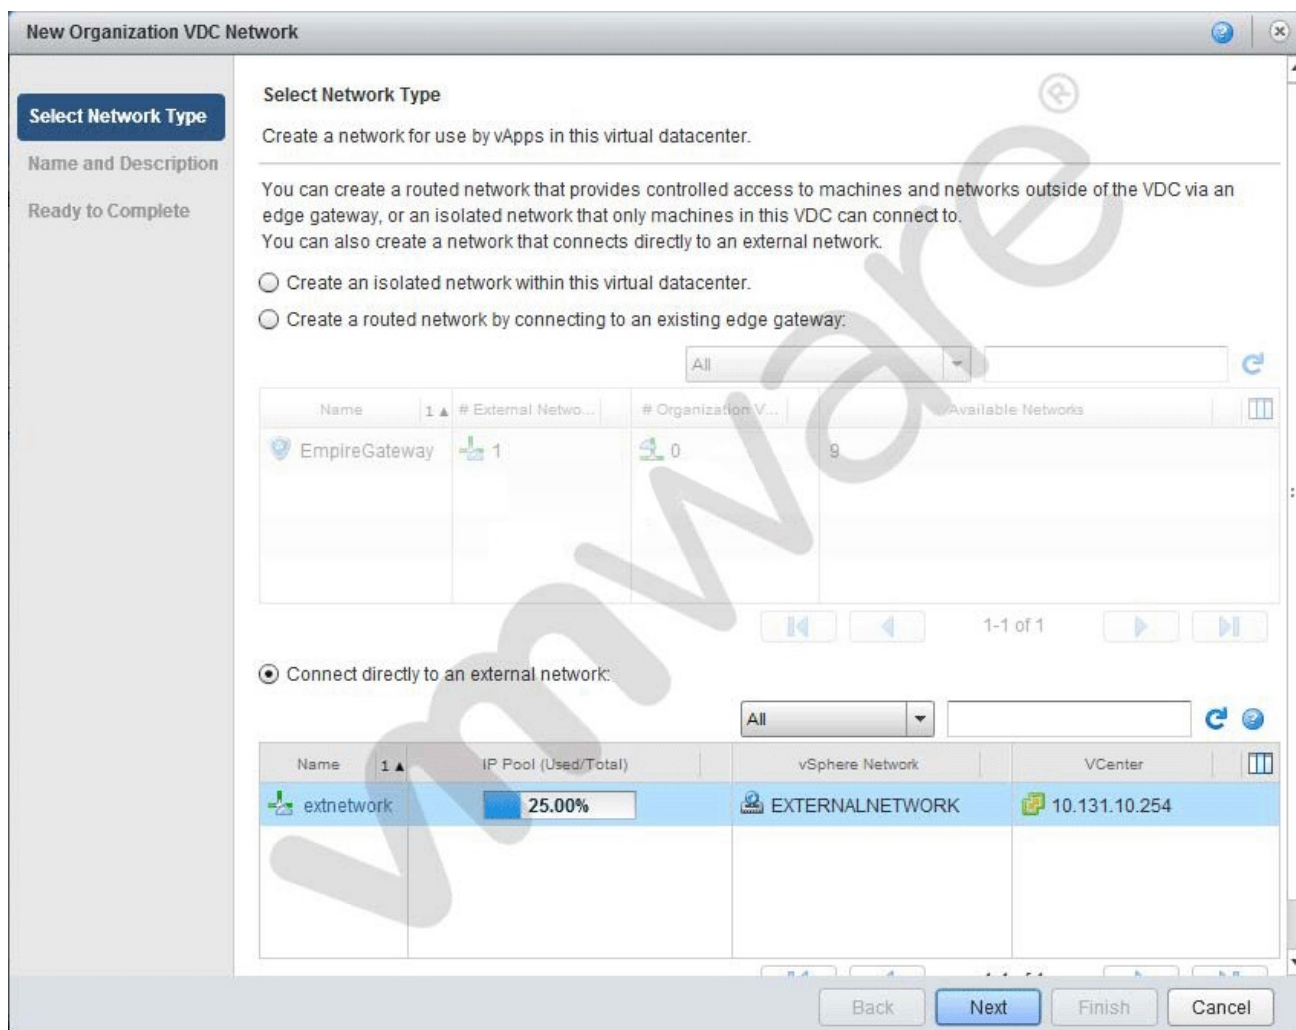 New Organization VDC Network
Select Network Type
Name and Description
Ready to Complete
Select Network Type
Create a network for use by vApps in this virtual datacenter.
You can create a routed network that provides controlled access to machines and networks outside of the VDC via an
edge gateway, or an isolated network that only machines in this VDC can connect to.
You can also create a network that connects directly to an external network.
Create an isolated network within this virtual datacenter.
Create a routed network by connecting to an existing edge gateway:
All
Name 1 ▲ # External Netwo... # Organization V... Available Networks
EmpireGateway 1 0 9
1-1 of 1
Connect directly to an external network:
All
Name 1 ▲ IP Pool (Used/Total) vSphere Network VCenter
extnetwork 25.00% EXTERNALNETWORK 10.131.10.254
Back Next Finish Cancel
vmware®